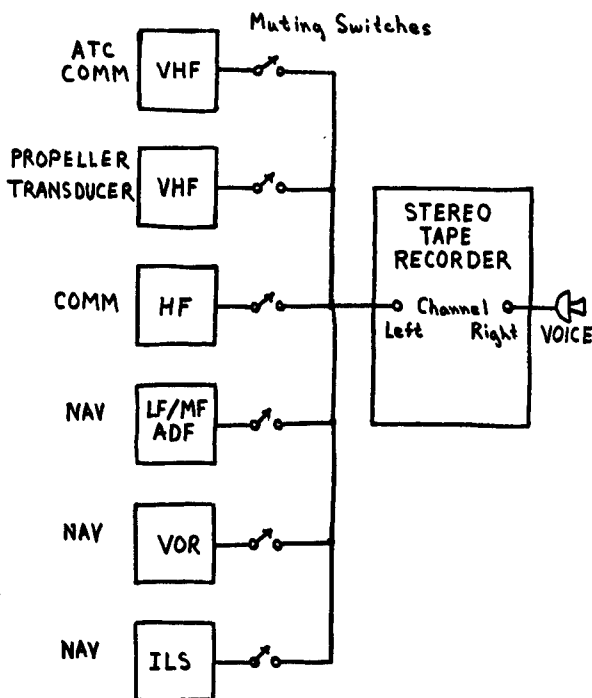 Muting Switches
ATC
COMM
VHF
PROPELLER
TRANSDUCER
VHF
STEREO
TAPE
RECORDER
COMM
HF
Channel
Left
Right
VOICE
NAV
LF/MF
ADF
NAV
VOR
NAV
ILS